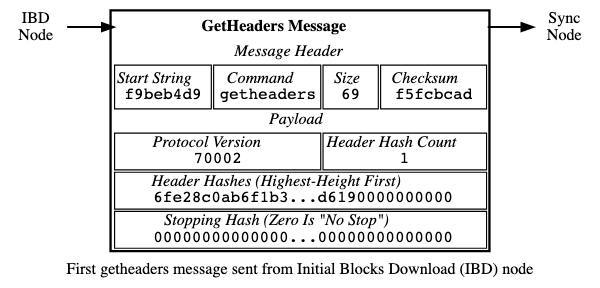 IBD
Node
GetHeaders Message
Sync
Node
Message Header
Start String
Command
Size
Checksum
f9beb4d9
getheaders
69
f5fcbcad
Payload
Protocol Version
Header Hash Count
70002
1
Header Hashes (Highest-Height First)
6fe28c0ab6f1b3...d6190000000000
Stopping Hash (Zero Is "No Stop")
00000000000000...00000000000000
First getheaders message sent from Initial Blocks Download (IBD) node